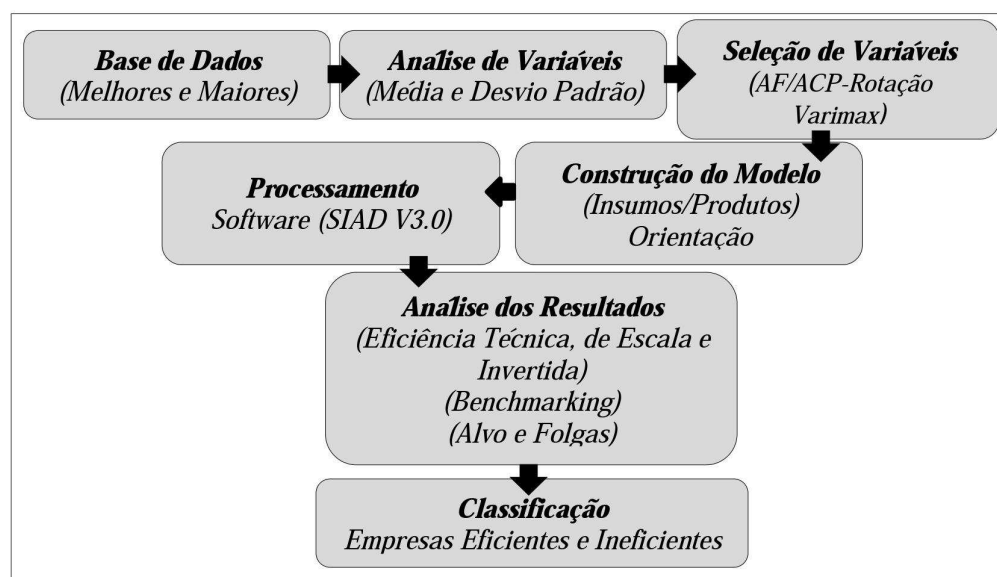 Base de Dados
(Melhores e Maiores)
Análise de Variáveis
(Média e Desvio Padrão)
Seleção de Variáveis
(AF/ACP-Rotação
Varimax)
Construção do Modelo
(Insumos/Produtos)
Orientação
Processamento
Software (SIAD V3.0)
Análise dos Resultados
(Eficiência Técnica, de Escala e
Invertida)
(Benchmarking)
(Alvo e Folgas)
Classificação
Empresas Eficientes e Ineficientes